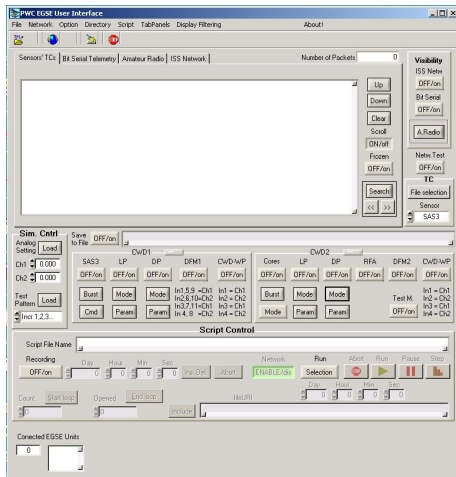 PWC EGSE User Interface
File Network Option Directory Script TabPanels Display Filtering About!
Sensors' TCs Bit Serial Telemetry Amateur Radio ISS Network Number of Packets 0
Visibility
ISS Netw
OFF/on
Bit Serial
OFF/on
A.Radio
Up
Down
Clear
Scroll
ON/off
Frozen
OFF/on
Search
<< >>
Netw.Test
OFF/on
TC
File selection
Sensor
SAS3
Sim. Cntrl
Analog Setting Load
Ch1 0.000
Ch2 0.000
Test Pattern Load
Incr 1,2,3...
Save to File OFF/on
CWD1
SAS3 LP DP DFM1 CWD-WP
OFF/on OFF/on OFF/on OFF/on OFF/on
Burst Mode Mode
Cmd Param Param
In1,5,9 =Ch1 In1 = Ch1
In2,6,10=Ch2 In2 = Ch2
In3,7,11=Ch1 In3 = Ch1
In 4, 8 =Ch2 In4 = Ch2
CWD2
Cores LP DP RFA DFM2 CWD-WP
OFF/on OFF/on OFF/on OFF/on OFF/on OFF/on
Burst Mode Mode
Mode Param Param
Test M.
OFF/on
In1 = Ch1
In2 = Ch2
In3 = Ch1
In4 = Ch2
Script Control
Script File Name
Recording Day Hour Min Sec Network Run Abort Run Pause Step
OFF/on 0 0 0 0 Ins.Del. Abort ENABLE/dis Selection
Day Hour Min Sec
0 0 0 0
Count Start loop Opened End loop fileURI
0 0 Include
Conected EGSE Units
0